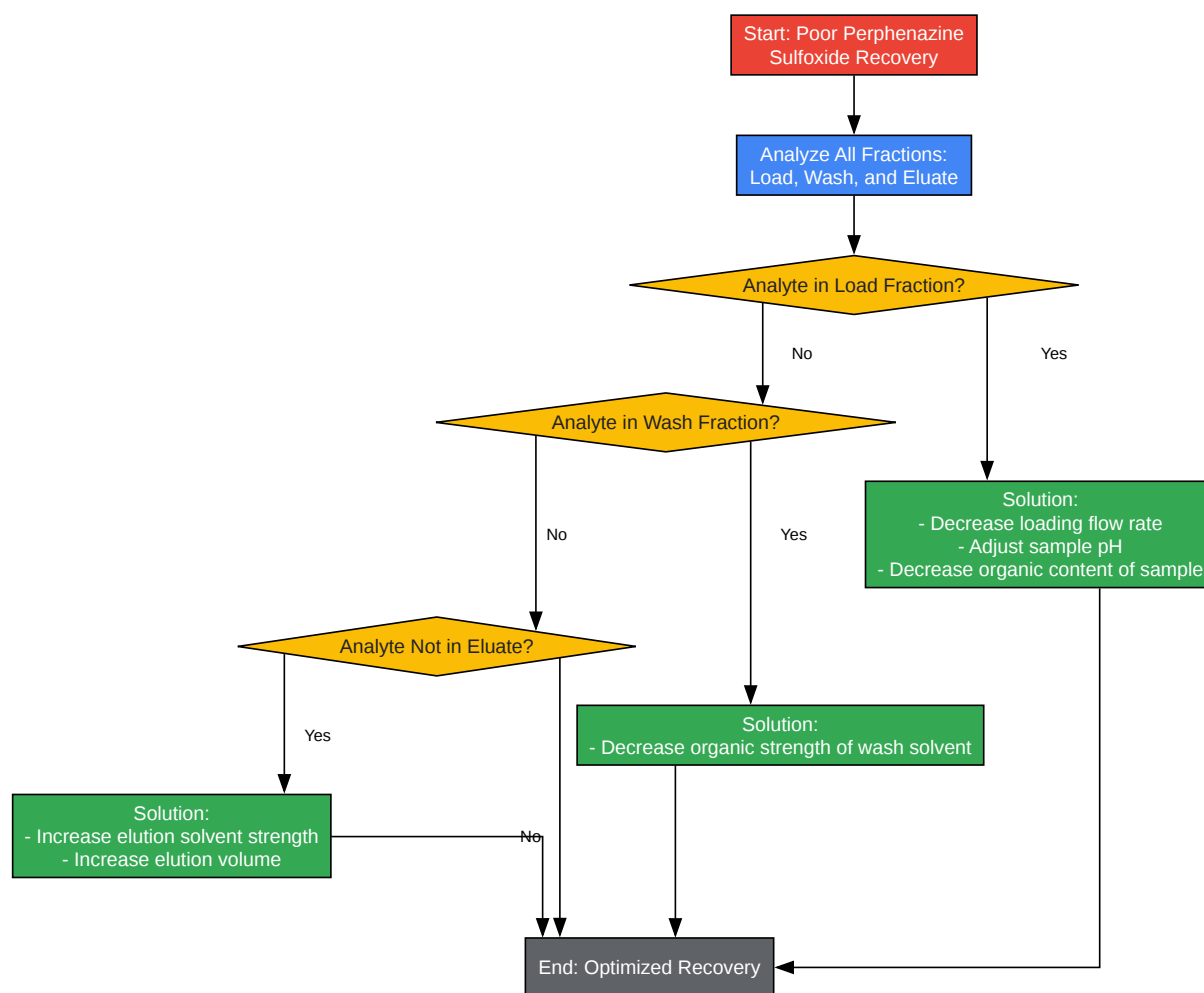 Start: Poor Perphenazine
Sulfoxide Recovery
Analyze All Fractions:
Load, Wash, and Eluate
Analyte in Load Fraction?
No
Yes
Analyte in Wash Fraction?
Solution:
- Decrease loading flow rate
- Adjust sample pH
- Decrease organic content of sample
No
Yes
Analyte Not in Eluate?
Solution:
- Decrease organic strength of wash solvent
Yes
Solution:
- Increase elution solvent strength
- Increase elution volume
No
End: Optimized Recovery